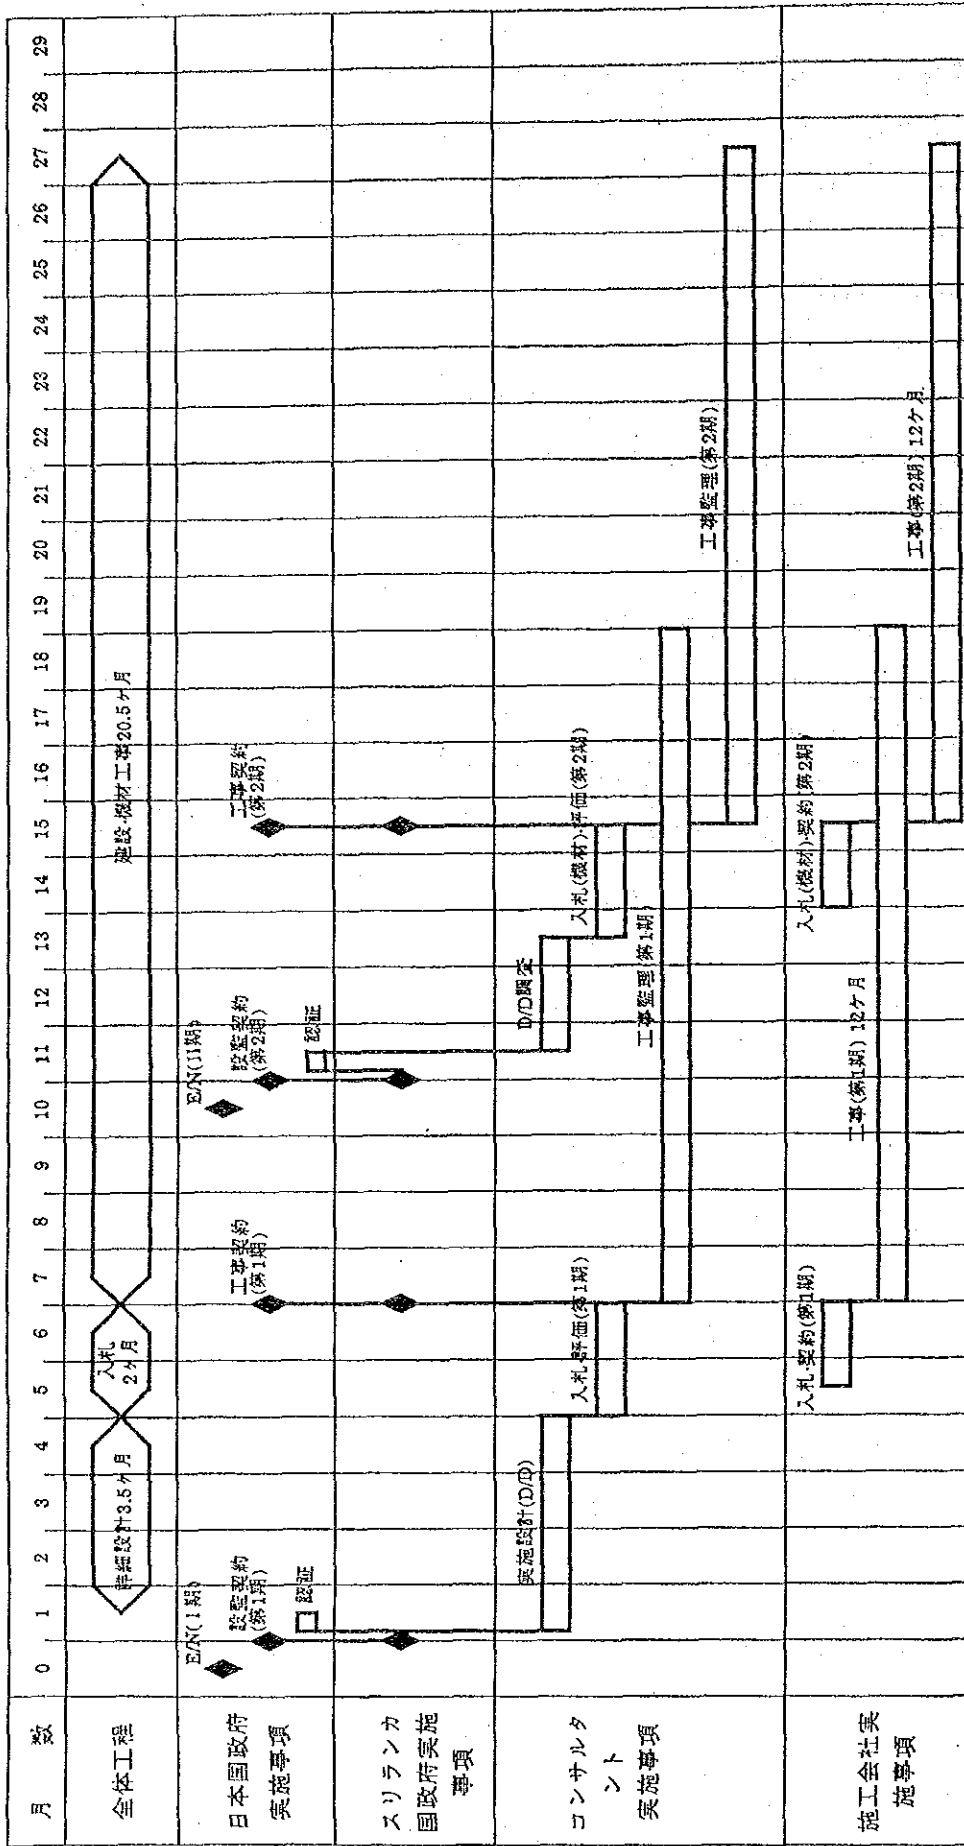 月 数 0 1 2 3 4 5 6 7 8 9 10 11 12 13 14 15 16 17 18 19 20 21 22 23 24 25 26 27 28 29
全体工程
詳細設計3.5ヶ月
入札
2ヶ月
建設・機材工事20.5ヶ月
日本国政府
実施事項
E/N(1期)
設監契約
(第1期)
認証
工事契約
(第1期)
E/N(11期)
設監契約
(第2期)
認証
工事契約
(第2期)
スリランカ
国政府実施
事項
コンサルタ
ント
実施事項
実施設計(D/D)
入札・評価(第1期)
工事監理(第1期)
D/D調査
入札(機材)・評価(第2期)
工事監理(第2期)
施工会社実
施事項
入札・契約(第1期)
工事(第1期) 12ケ月
入札(機材)・契約(第2期)
工事(第2期) 12ケ月